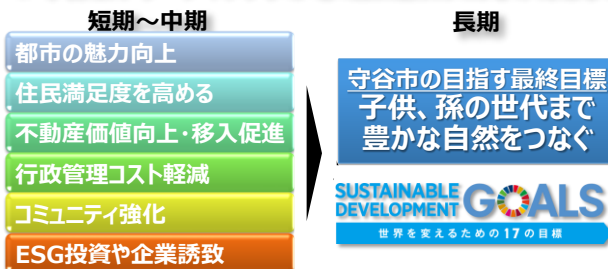 短期～中期
都市の魅力向上
住民満足度を高める
不動産価値向上・移入促進
行政管理コスト軽減
コミュニティ強化
ESG投資や企業誘致
長期
守谷市の目指す最終目標
子供、孫の世代まで
豊かな自然をつなぐ
SUSTAINABLE
DEVELOPMENT GOALS
世界を変えるための17の目標